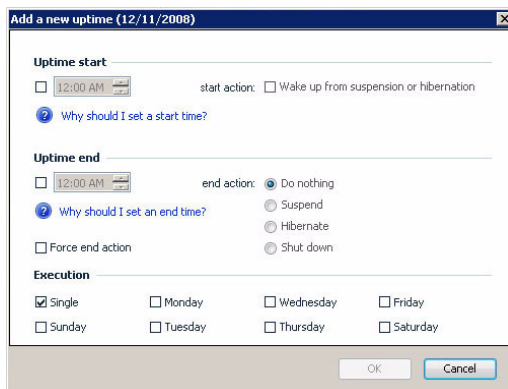 Add a new uptime (12/11/2008)
Uptime start
12:00 AM start action: Wake up from suspension or hibernation
Why should I set a start time?
Uptime end
12:00 AM end action: Do nothing
Suspend
Why should I set an end time?
Hibernate
Force end action Shut down
Execution
Single Monday Wednesday Friday
Sunday Tuesday Thursday Saturday
OK Cancel